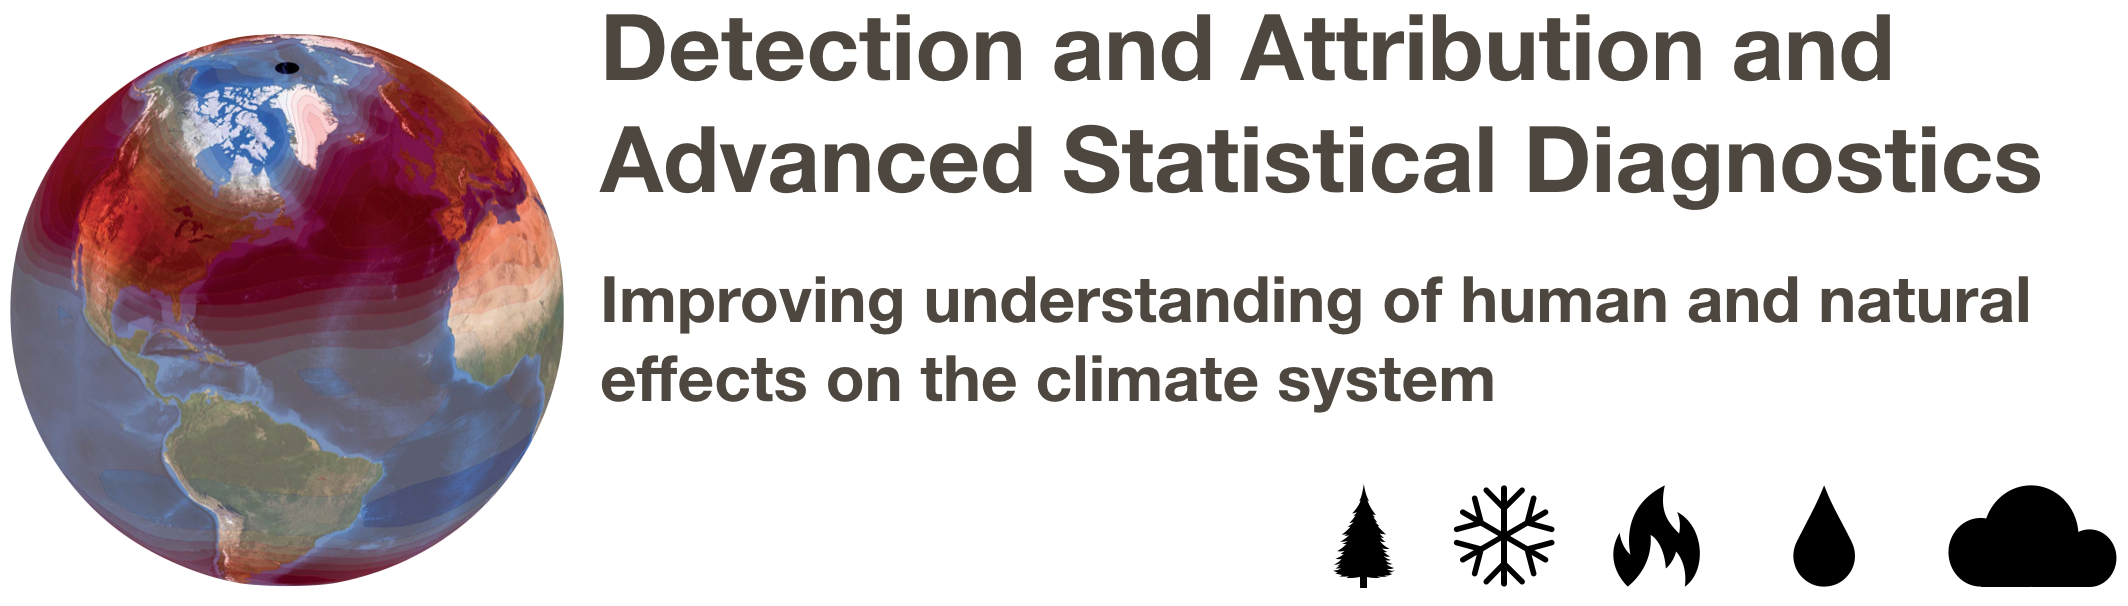 Detection and Attribution and
Advanced Statistical Diagnostics
Improving understanding of human and natural
effects on the climate system